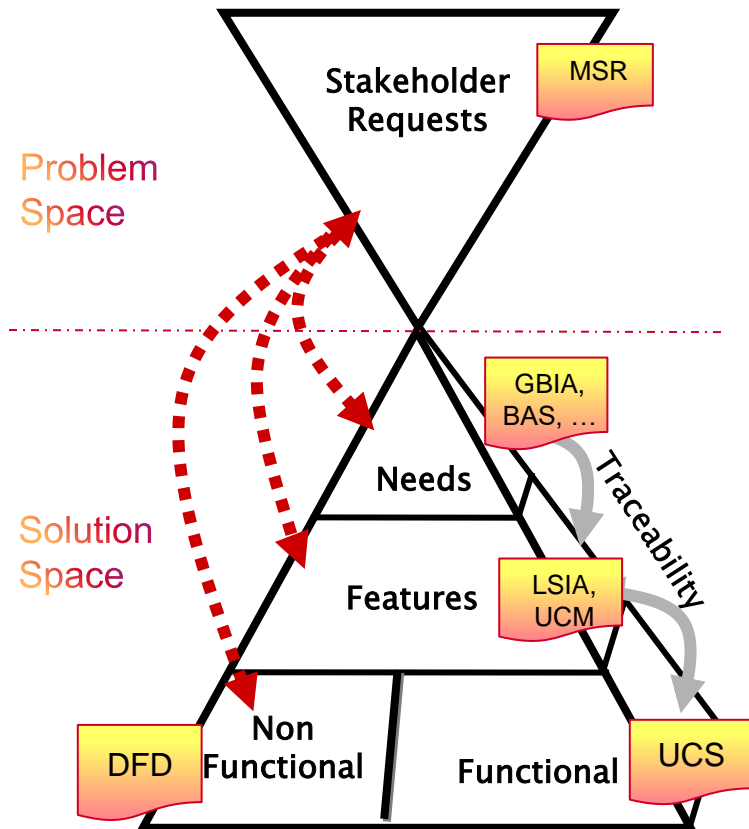 Stakeholder
Requests
MSR
Problem
Space
GBIA,
BAS, …
Needs
Traceability
Solution
Space
Features
LSIA,
UCM
Non
Functional
DFD
Functional
UCS